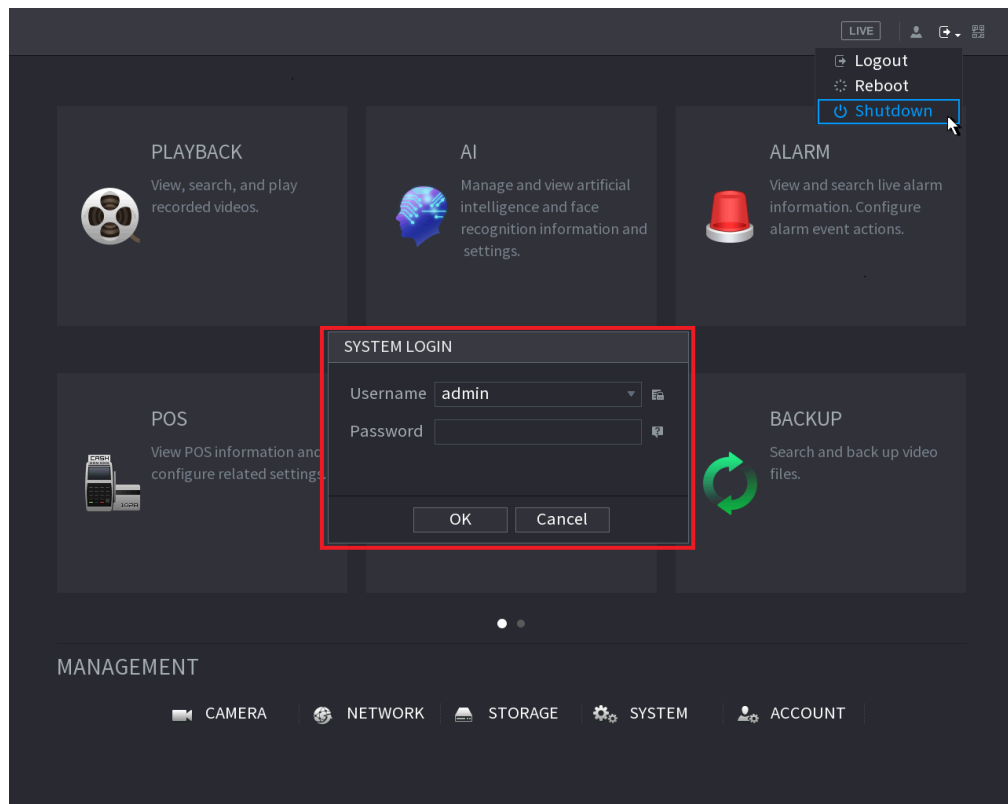 LIVE
Logout
Reboot
Shutdown
PLAYBACK
View, search, and play
recorded videos.
AI
Manage and view artificial
intelligence and face
recognition information and
settings.
ALARM
View and search live alarm
information. Configure
alarm event actions.
SYSTEM LOGIN
Username admin
Password
OK Cancel
POS
View POS information and
configure related settings.
CASH
BACKUP
Search and back up video
files.
MANAGEMENT
CAMERA NETWORK STORAGE SYSTEM ACCOUNT